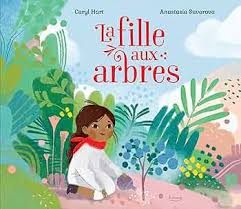 Caryl Hart Anastasia Suvorova
La fille
aux
arbres